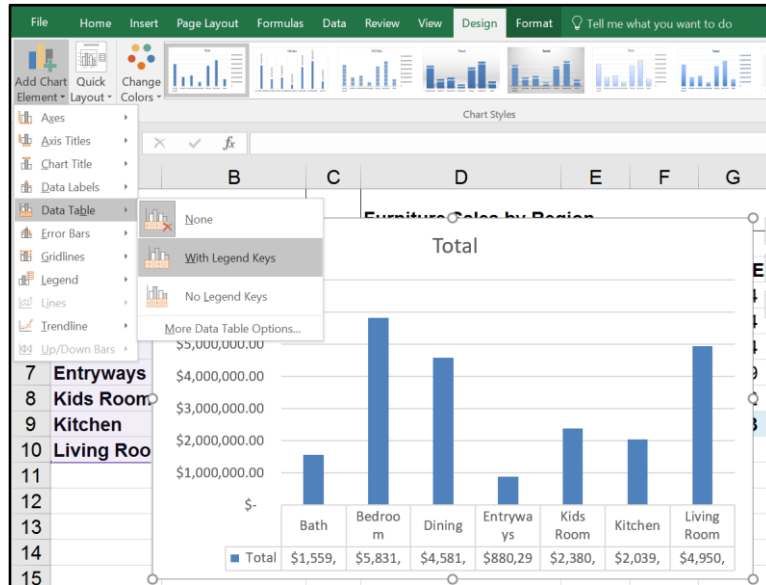 File Home Insert Page Layout Formulas Data Review View Design Format Tell me what you want to do
Add Chart Element Quick Layout Change Colors
Chart Styles
Axes
Axis Titles
Chart Title
Data Labels
Data Table
Error Bars
Gridlines
Legend
Lines
Trendline
Up/Down Bars
None
With Legend Keys
No Legend Keys
More Data Table Options...
fx
B C D E F G
Furniture Sales by Region
Total
$5,000,000.00
$4,000,000.00
$3,000,000.00
$2,000,000.00
$1,000,000.00
$-
Bath Bedroo m Dining Entrywa ys Kids Room Kitchen Living Room
Total $1,559, $5,831, $4,581, $880,29 $2,380, $2,039, $4,950,
7 Entryways
8 Kids Room
9 Kitchen
10 Living Roo
11
12
13
14
15